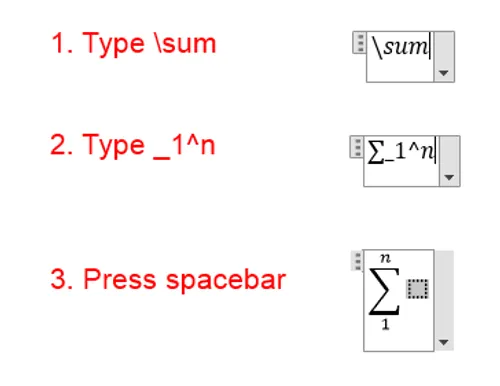 1. Type \sum
\sum
2. Type _1^n
∑_1^n
3. Press spacebar
n
∑
1